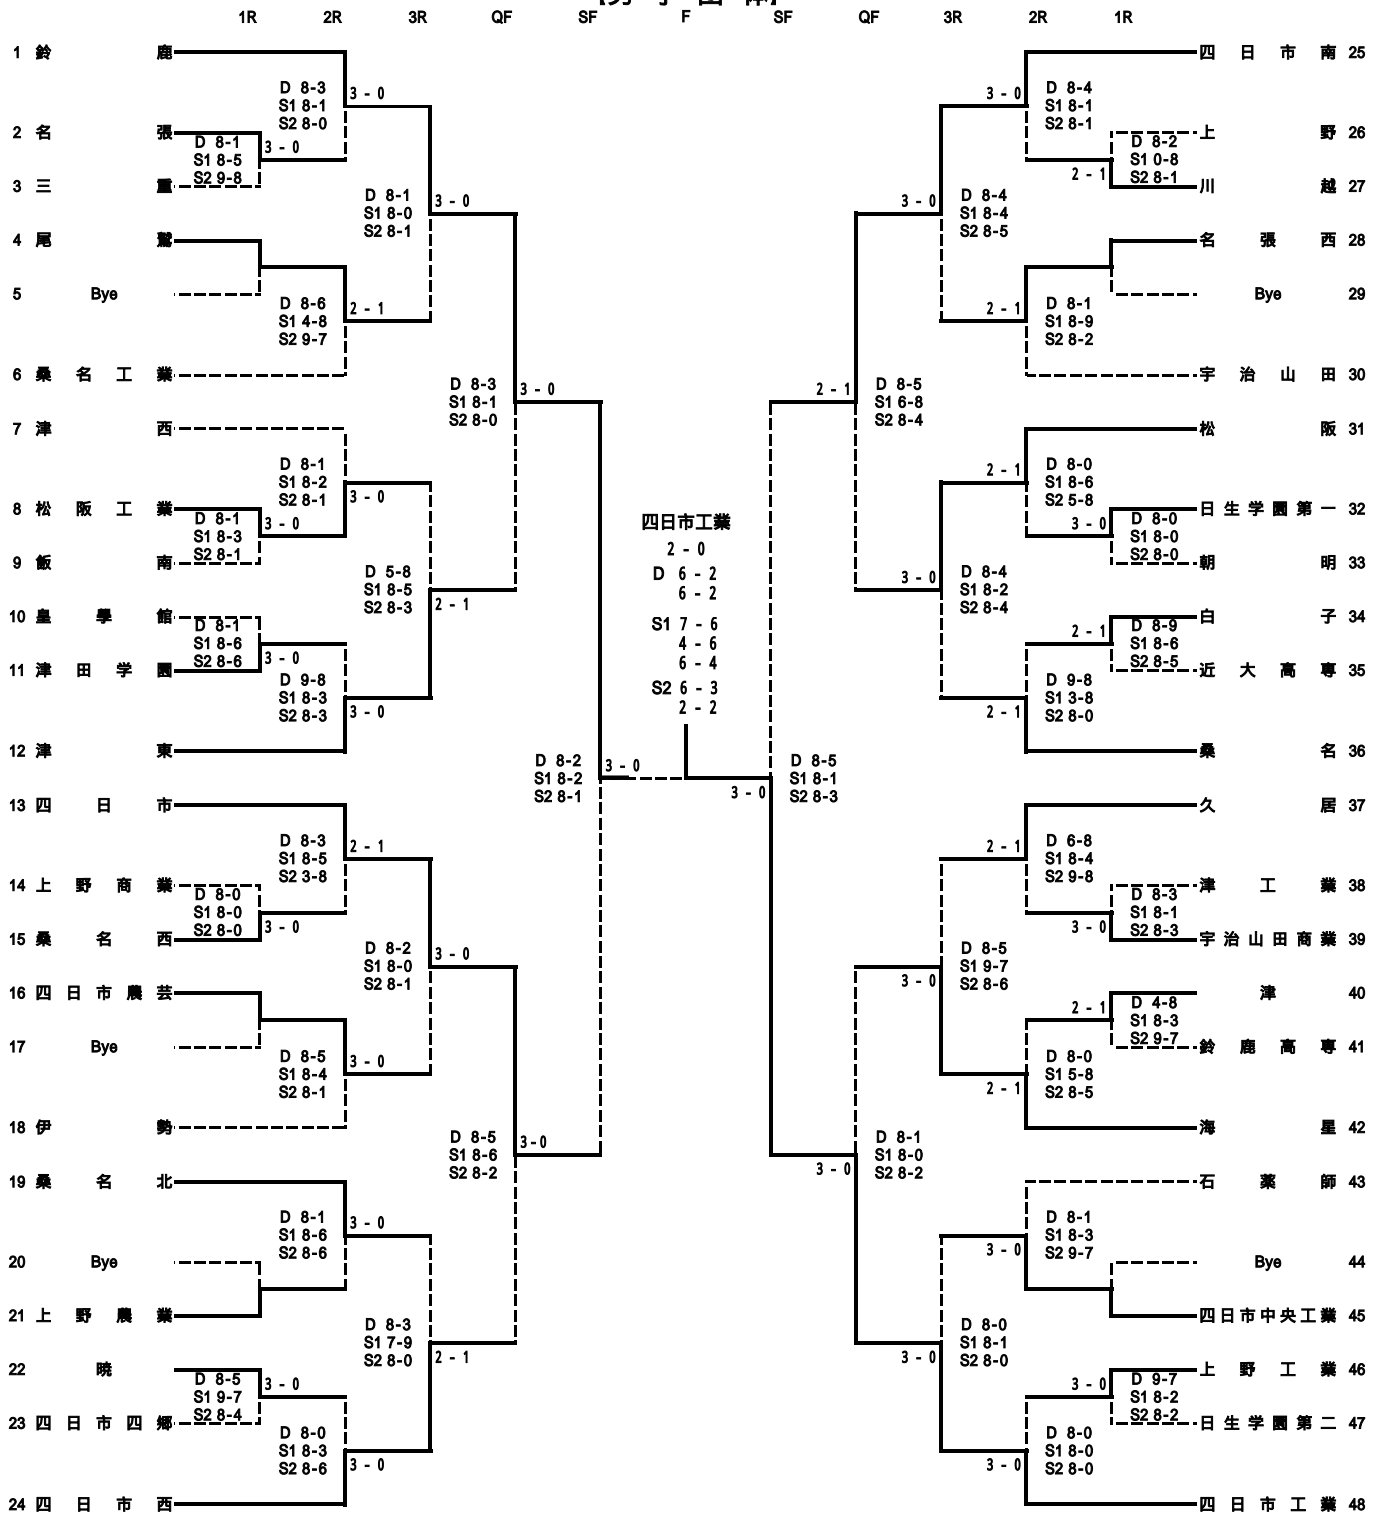 【男子団体】
1R 2R 3R QF SF F SF QF 3R 2R 1R
1 鈴鹿
2 名張
3 三重
4 尾鷲
5 Bye
6 桑名工業
7 津西
8 松阪工業
9 飯南
10 皇學館
11 津田学園
12 津東
13 四日市
14 上野商業
15 桑名西
16 四日市農芸
17 Bye
18 伊勢
19 桑名北
20 Bye
21 上野農業
22 暁
23 四日市四郷
24 四日市西
D 8-1
S1 8-5
S2 9-8
3-0
D 8-1
S1 8-3
S2 8-1
3-0
D 8-1
S1 8-6
S2 8-6
3-0
D 8-0
S1 8-0
S2 8-0
3-0
D 8-5
S1 9-7
S2 8-4
3-0
D 8-3
S1 8-1
S2 8-0
3-0
D 8-6
S1 4-8
S2 9-7
2-1
D 8-1
S1 8-2
S2 8-1
3-0
D 9-8
S1 8-3
S2 8-3
3-0
D 8-3
S1 8-5
S2 3-8
2-1
D 8-5
S1 8-4
S2 8-1
3-0
D 8-1
S1 8-6
S2 8-6
3-0
D 8-0
S1 8-3
S2 8-6
3-0
D 8-1
S1 8-0
S2 8-1
3-0
D 5-8
S1 8-5
S2 8-3
2-1
D 8-2
S1 8-0
S2 8-1
3-0
D 8-3
S1 7-9
S2 8-0
2-1
D 8-3
S1 8-1
S2 8-0
3-0
D 8-5
S1 8-6
S2 8-2
3-0
D 8-2
S1 8-2
S2 8-1
3-0
四日市工業
2-0
D 6-2
6-2
S1 7-6
4-6
6-4
S2 6-3
2-2
3-0
D 8-5
S1 8-1
S2 8-3
2-1
D 8-5
S1 6-8
S2 8-4
3-0
D 8-1
S1 8-0
S2 8-2
3-0
D 8-4
S1 8-4
S2 8-5
3-0
D 8-4
S1 8-2
S2 8-4
3-0
D 8-5
S1 9-7
S2 8-6
3-0
D 8-0
S1 8-1
S2 8-0
3-0
D 8-4
S1 8-1
S2 8-1
2-1
D 8-1
S1 8-9
S2 8-2
2-1
D 8-0
S1 8-6
S2 5-8
2-1
D 9-8
S1 3-8
S2 8-0
2-1
D 6-8
S1 8-4
S2 9-8
2-1
D 8-0
S1 5-8
S2 8-5
3-0
D 8-1
S1 8-3
S2 9-7
3-0
D 8-0
S1 8-0
S2 8-0
2-1
D 8-2
S1 0-8
S2 8-1
3-0
D 8-0
S1 8-0
S2 8-0
2-1
D 8-9
S1 8-6
S2 8-5
3-0
D 8-3
S1 8-1
S2 8-3
2-1
D 4-8
S1 8-3
S2 9-7
3-0
D 9-7
S1 8-2
S2 8-2
四日市南 25
上野 26
川越 27
名張西 28
Bye 29
宇治山田 30
松阪 31
日生学園第一 32
朝明 33
白子 34
近大高専 35
桑名 36
久居 37
津工業 38
宇治山田商業 39
津 40
鈴鹿高専 41
海星 42
石薬師 43
Bye 44
四日市中央工業 45
上野工業 46
日生学園第二 47
四日市工業 48